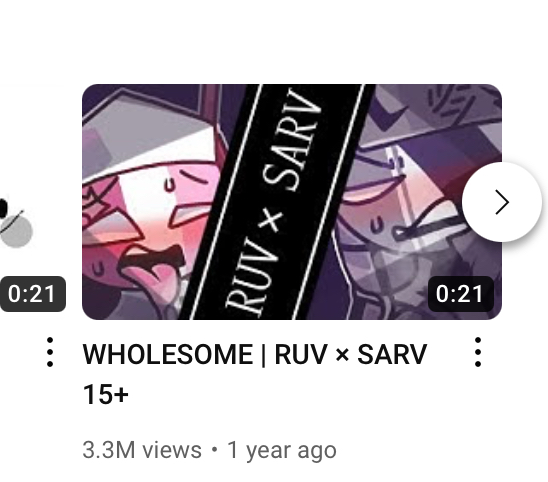 RUV × SARV
0:21
0:21
WHOLESOME | RUV × SARV
15+
3.3M views • 1 year ago